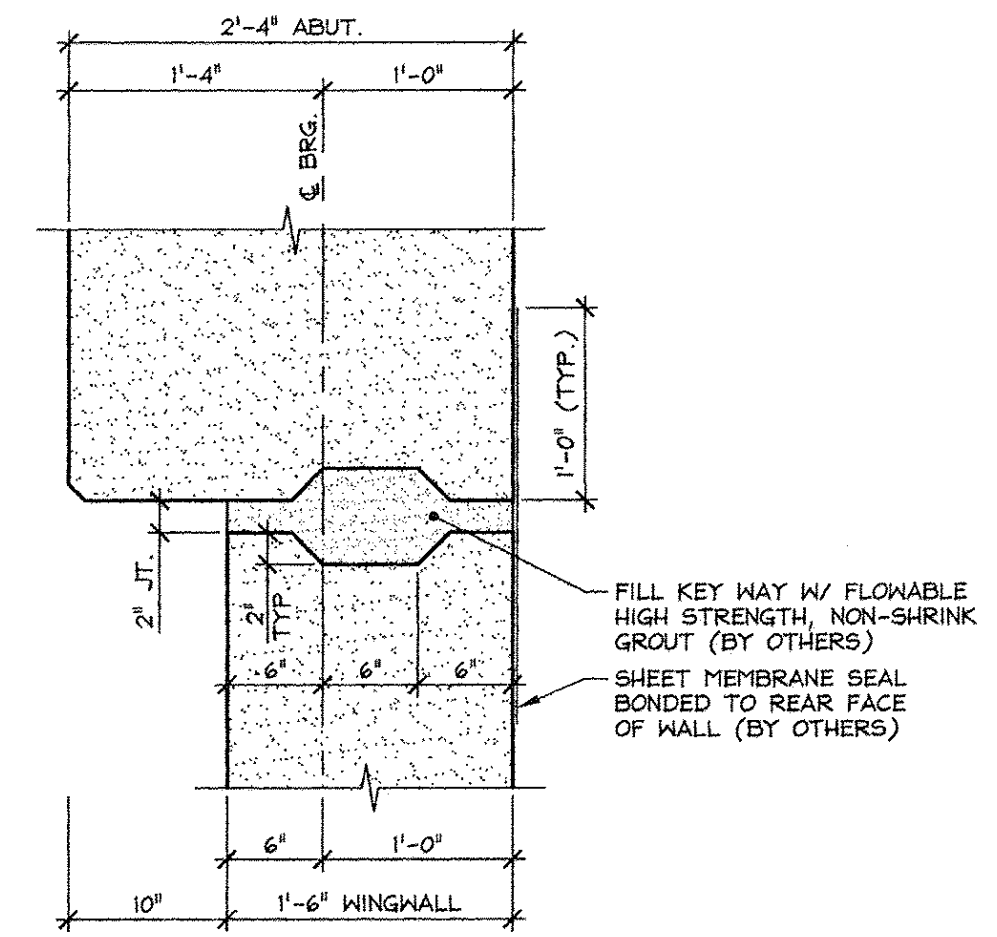 2'-4" ABUT.
1'-4"
1'-0"
℄ BRG.
1'-0" (TYP.)
2" JT.
2"
TYP
6"
6"
6"
FILL KEY WAY W/ FLOWABLE
HIGH STRENGTH, NON-SHRINK
GROUT (BY OTHERS)
SHEET MEMBRANE SEAL
BONDED TO REAR FACE
OF WALL (BY OTHERS)
6"
1'-0"
10"
1'-6" WINGWALL